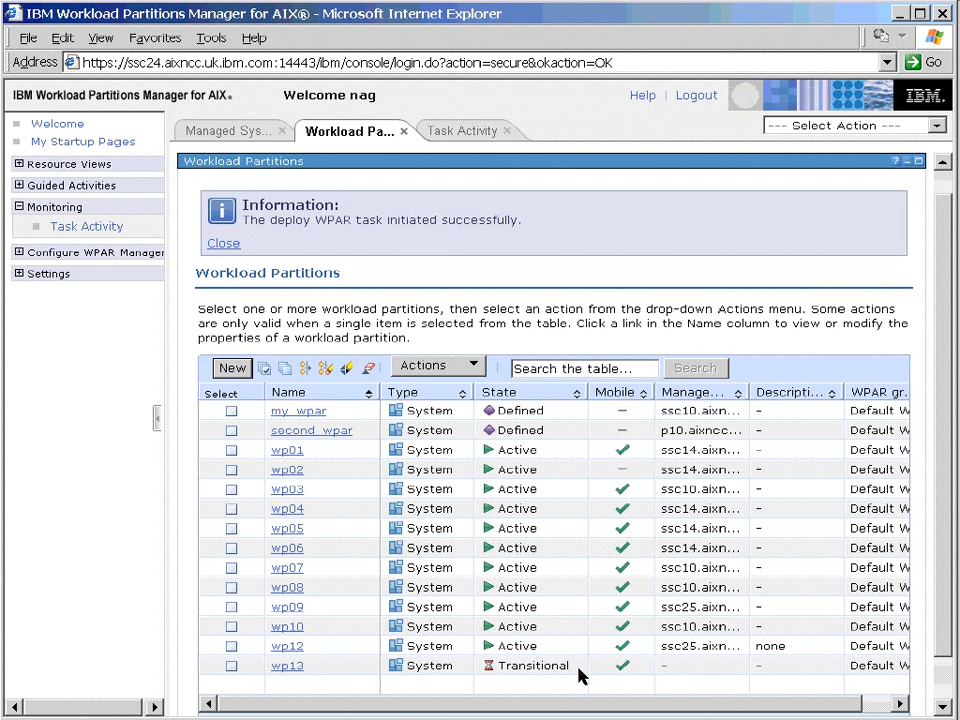 IBM Workload Partitions Manager for AIX® - Microsoft Internet Explorer
File Edit View Favorites Tools Help
Address https://ssc24.aixncc.uk.ibm.com:14443/ibm/console/login.do?action=secure&okaction=OK Go
IBM Workload Partitions Manager for AIX® Welcome nag Help Logout IBM.
Welcome
My Startup Pages
Resource Views
Guided Activities
Monitoring
Task Activity
Configure WPAR Manager
Settings
Managed Sys... Workload Pa... Task Activity --- Select Action ---
Workload Partitions
Information:
The deploy WPAR task initiated successfully.
Close
Workload Partitions
Select one or more workload partitions, then select an action from the drop-down Actions menu. Some actions
are only valid when a single item is selected from the table. Click a link in the Name column to view or modify the
properties of a workload partition.
New Actions Search the table... Search
Select Name Type State Mobile Manage... Descripti... WPAR gr.
my_wpar System Defined – ssc10.aixn... - Default W
second_wpar System Defined – p10.aixncc... - Default W
wp01 System Active ssc14.aixn... - Default W
wp02 System Active – ssc14.aixn... - Default W
wp03 System Active ssc10.aixn... - Default W
wp04 System Active ssc14.aixn... - Default W
wp05 System Active ssc14.aixn... - Default W
wp06 System Active ssc14.aixn... - Default W
wp07 System Active ssc10.aixn... - Default W
wp08 System Active ssc10.aixn... - Default W
wp09 System Active ssc25.aixn... - Default W
wp10 System Active ssc10.aixn... - Default W
wp12 System Active ssc25.aixn... none Default W
wp13 System Transitional - - Default W